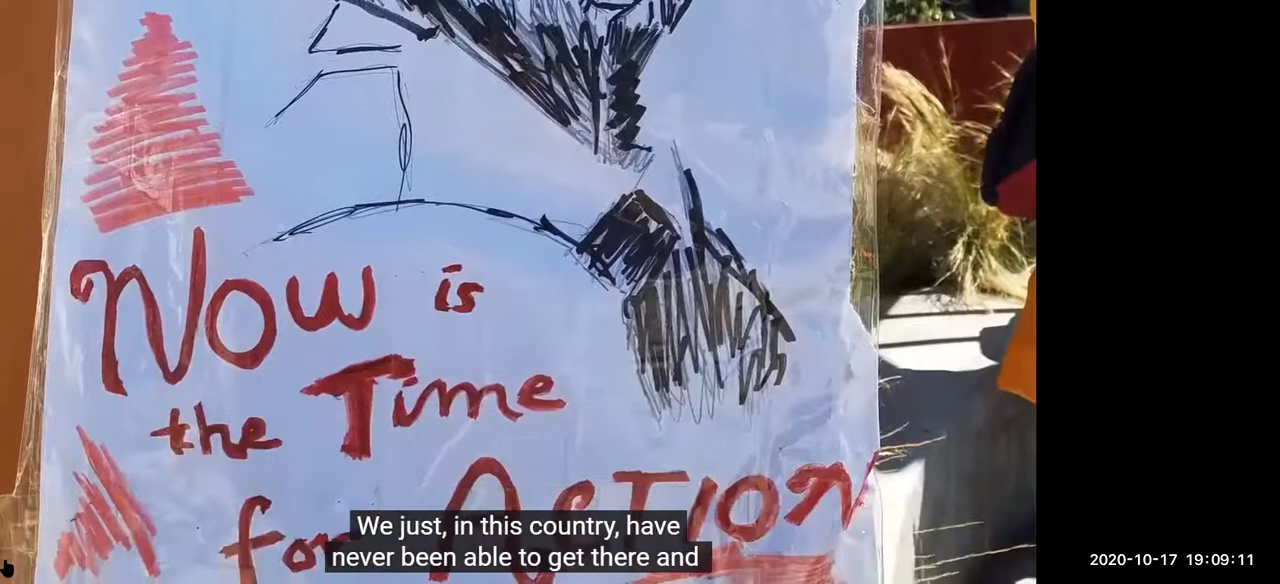 Now is
the Time
for ACTION
We just, in this country, have
never been able to get there and
2020-10-17 19:09:11